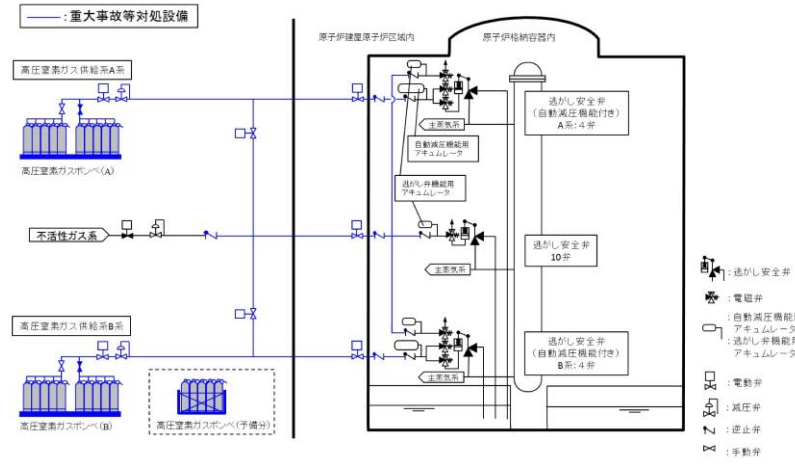 ：重大事故等対処設備
原子炉建屋原子炉区域内
原子炉格納容器内
高圧窒素ガス供給系A系
高圧窒素ガスボンベ(A)
逃がし安全弁
(自動減圧機能付き)
A系:4弁
主蒸気系
自動減圧機能用
アキュムレータ
逃がし弁機能用
アキュムレータ
不活性ガス系
逃がし安全弁
10弁
主蒸気系
高圧窒素ガス供給系B系
高圧窒素ガスボンベ(B)
高圧窒素ガスボンベ(予備分)
逃がし安全弁
(自動減圧機能付き)
B系:4弁
主蒸気系
：逃がし安全弁
：電磁弁
：自動減圧機能
アキュムレータ
：逃がし弁機能用
アキュムレータ
：電動弁
：減圧弁
：逆止弁
：手動弁